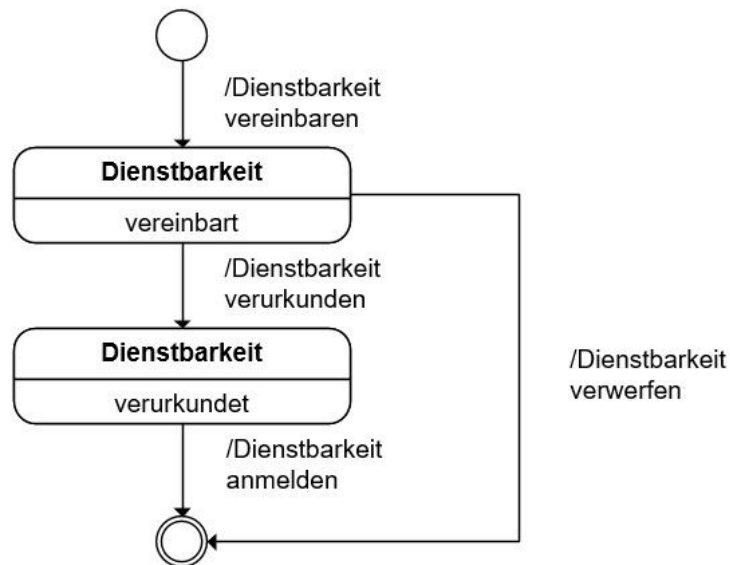 /Dienstbarkeit
vereinbaren
Dienstbarkeit
vereinbart
/Dienstbarkeit
verurkunden
Dienstbarkeit
verurkundet
/Dienstbarkeit
verwerfen
/Dienstbarkeit
anmelden